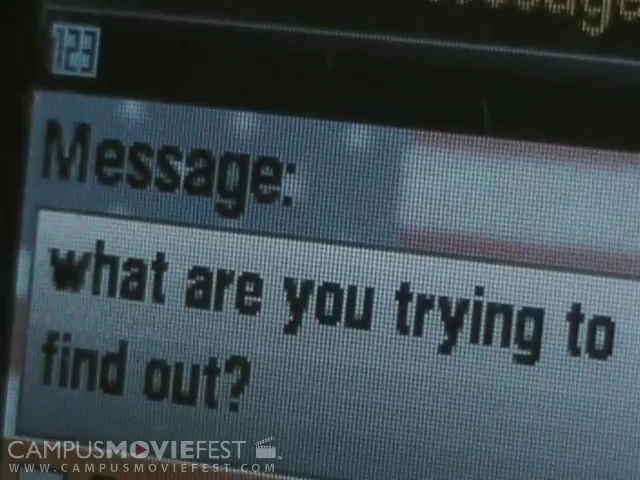 123
Message:
what are you trying to
find out?
CAMPUSMOVIEFEST
WWW.CAMPUSMOVIEFEST.COM